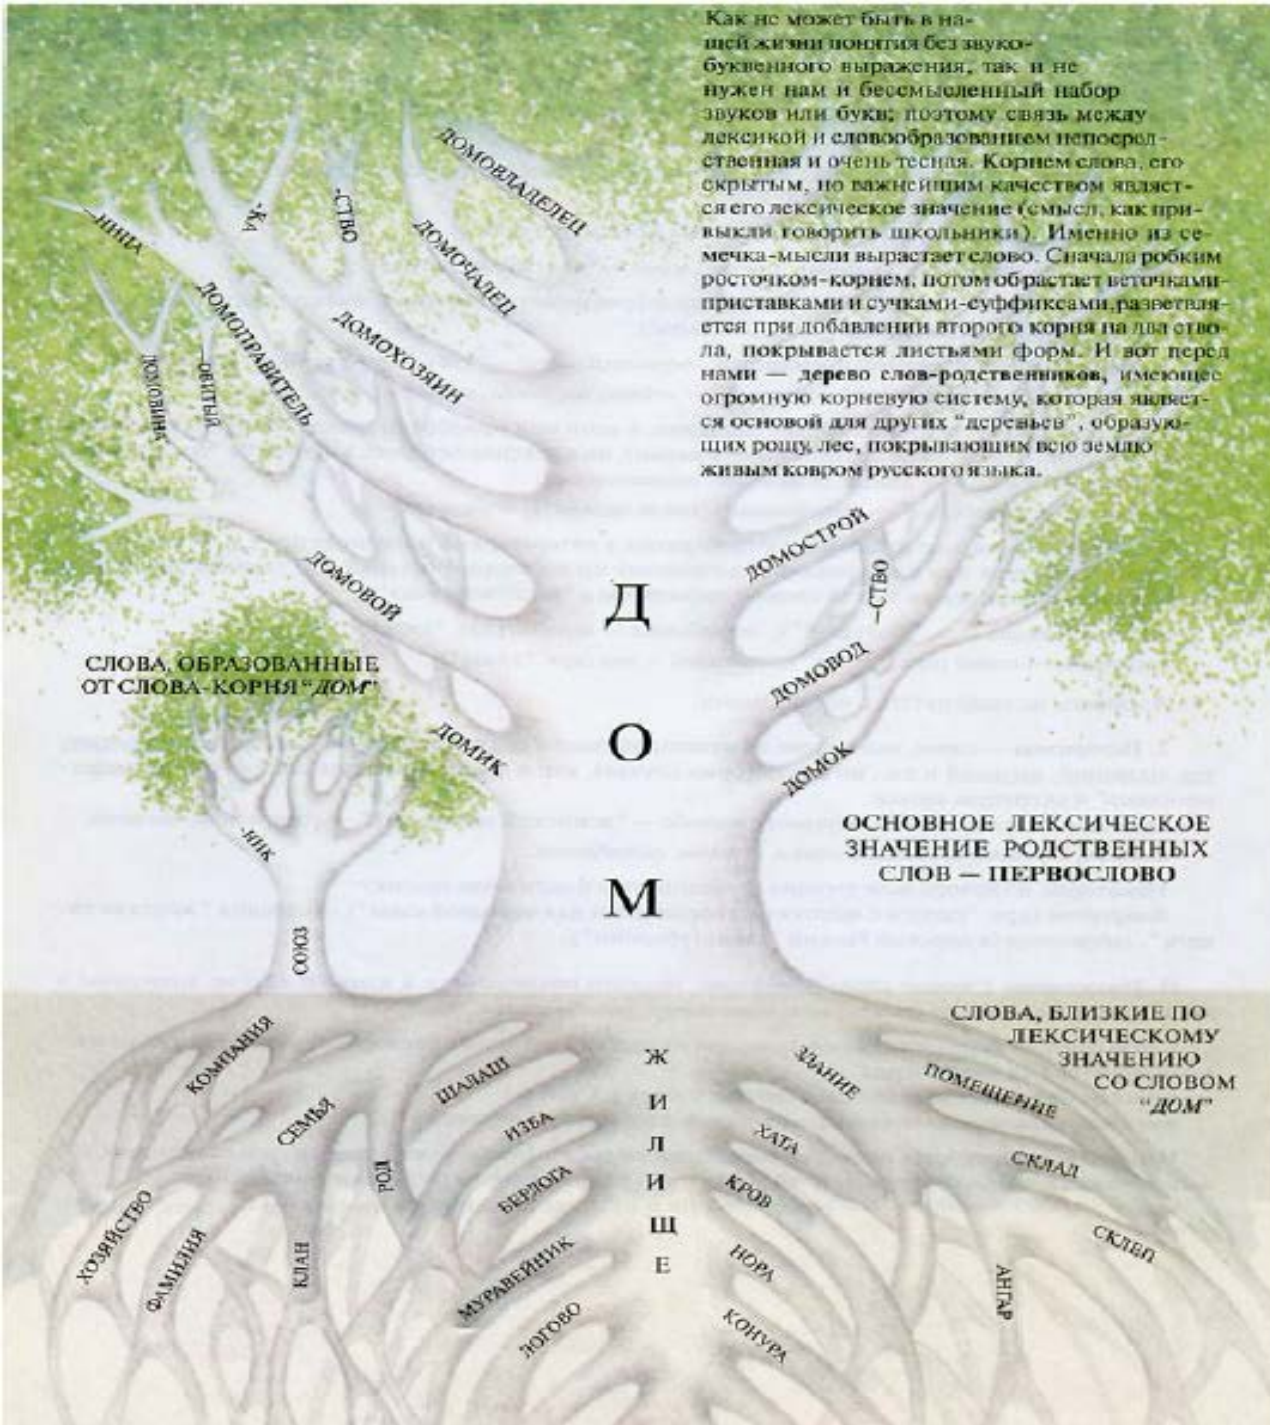 Как не может быть в на-
шей жизни понятия без звуко-
буквенного выражения, так и не
нужен нам и бессмысленный набор
звуков или букв; поэтому связь между
лексикой и словообразованием непосред-
ственная и очень тесная. Корнем слова, его
скрытым, но важнейшим качеством являет-
ся его лексическое значение (смысл, как при-
выкли говорить школьники). Именно из се-
мечка-мысли вырастает слово. Сначала робким
росточком-корнем, потом обрастает веточками-
приставками и сучками-суффиксами, разветвля-
ется при добавлении второго корня на два ство-
ла, покрывается листьями форм. И вот перед
нами — дерево слов-родственников, имеющее
огромную корневую систему, которая являет-
ся основой для других "деревьев", образую-
щих рощу, лес, покрывающих всю землю
живым ковром русского языка.
ДОМОВЛАДЕЛЕЦ
-КА
-СТВО
—НИЦА
ДОМОЧАДЕЦ
ДОМОПРАВИТЕЛЬ
ДОМОХОЗЯИН
ДОМОВИНА
—ОВИТЫЙ
ДОМОВОЙ
ДОМОСТРОЙ
—СТВО
ДОМОВОД
ДОМИК
ДОМОК
Д
О
М
СЛОВА, ОБРАЗОВАННЫЕ
ОТ СЛОВА-КОРНЯ "ДОМ"
-НИК
СОЮЗ
ОСНОВНОЕ ЛЕКСИЧЕСКОЕ
ЗНАЧЕНИЕ РОДСТВЕННЫХ
СЛОВ — ПЕРВОСЛОВО
СЛОВА, БЛИЗКИЕ ПО
ЛЕКСИЧЕСКОМУ
ЗНАЧЕНИЮ
СО СЛОВОМ
"ДОМ"
КОМПАНИЯ
СЕМЬЯ
РОД
ХОЗЯЙСТВО
ФАМИЛИЯ
КЛАН
ШАЛАШ
ИЗБА
БЕРЛОГА
МУРАВЕЙНИК
ЛОГОВО
Ж
И
Л
И
Щ
Е
ЗДАНИЕ
ПОМЕЩЕНИЕ
ХАТА
СКЛАД
КРОВ
СКЛЕП
НОРА
АНГАР
КОНУРА